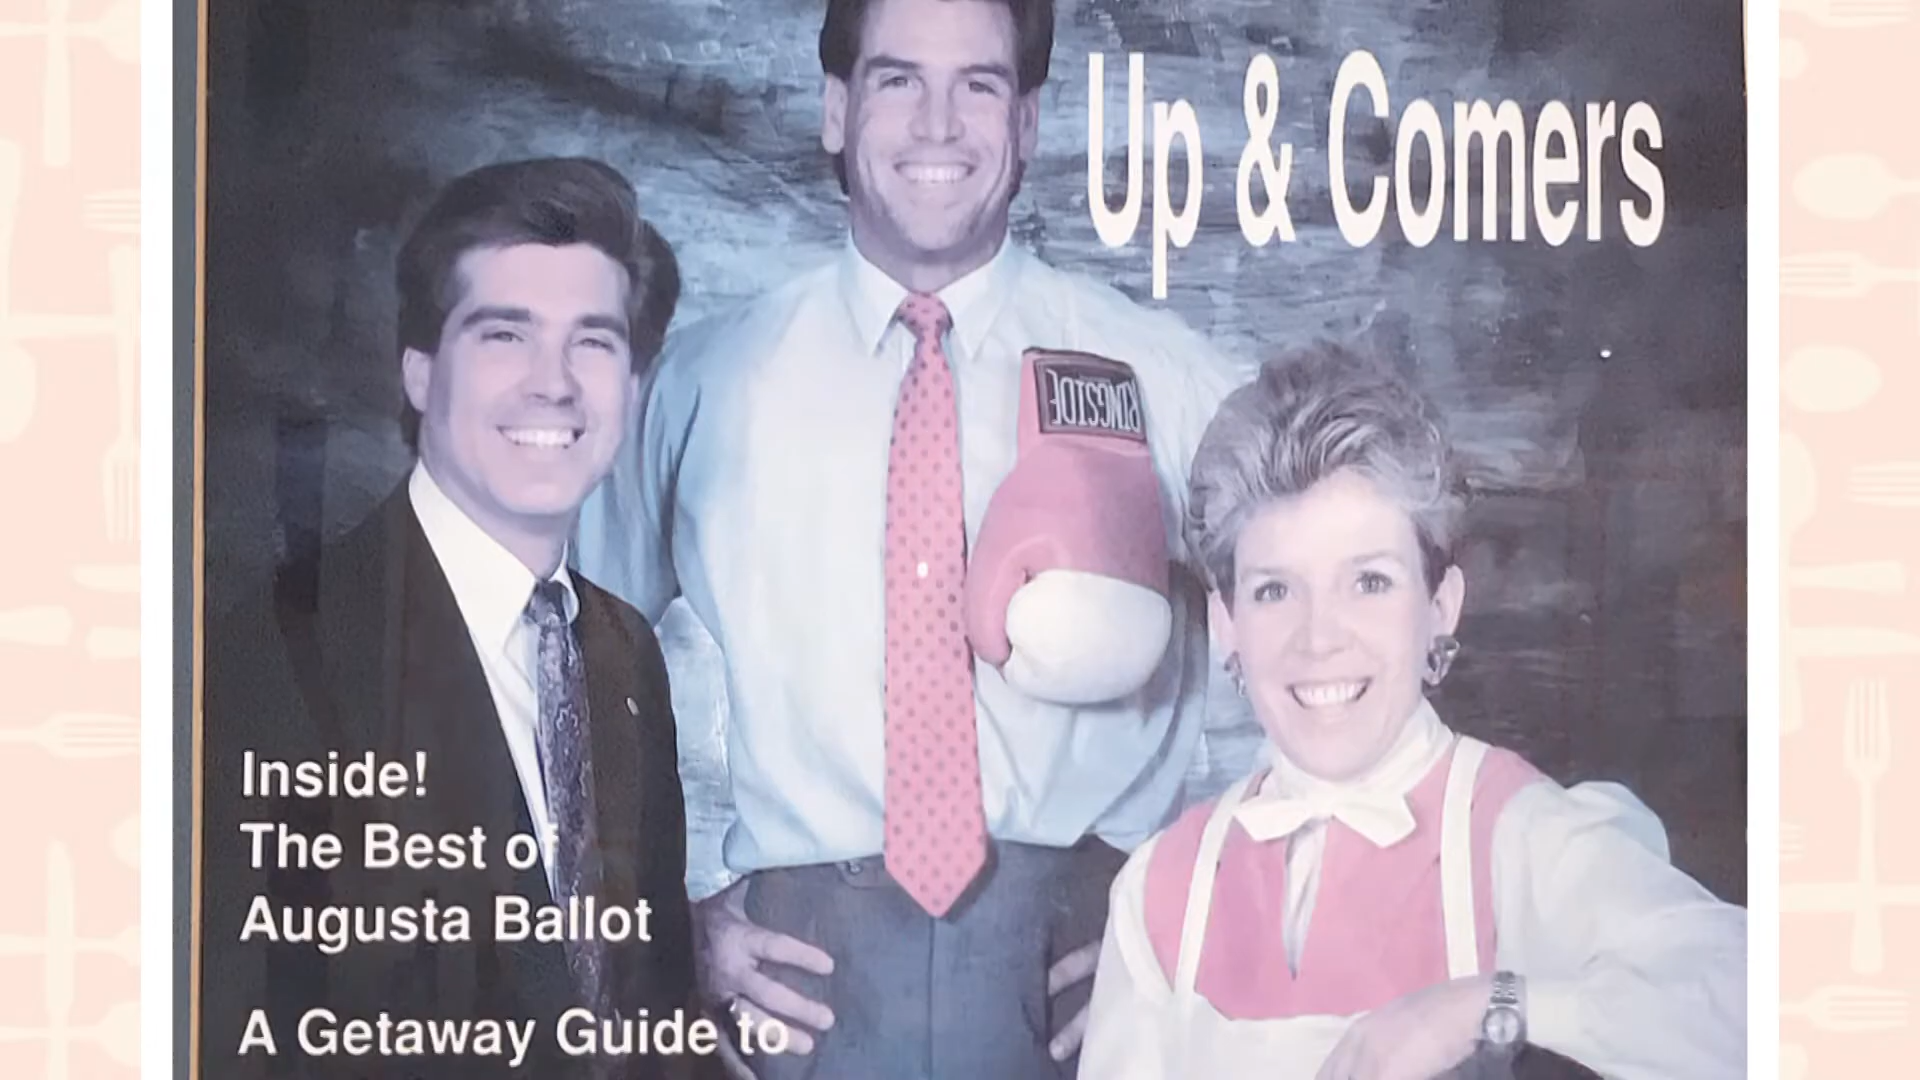 Up & Comers
RINGSIDE
Inside!
The Best of
Augusta Ballot
A Getaway Guide to